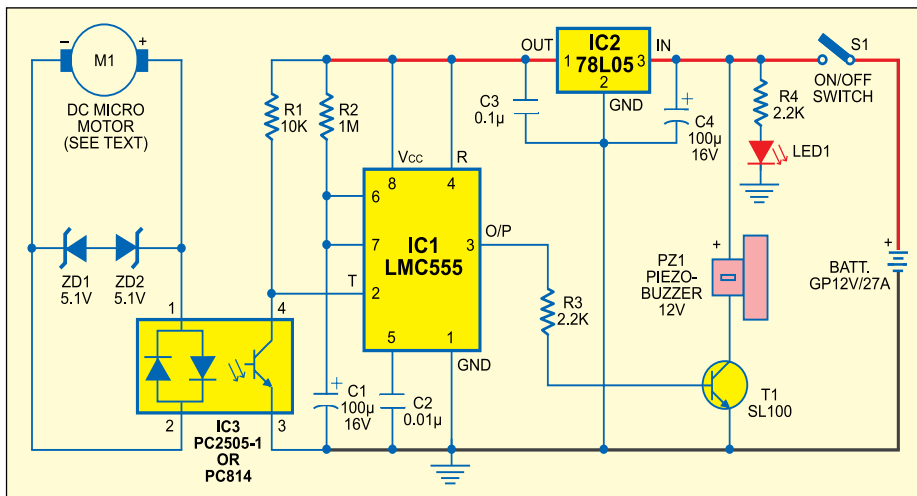 − M1 +
DC MICRO
MOTOR
(SEE TEXT)
ZD1
5.1V
ZD2
5.1V
1
4
2
3
IC3
PC2505-1
OR
PC814
R1
10K
R2
1M
VCC
R
8
4
6
7
T
2
IC1
LMC555
O/P
3
5
1
GND
+
C1
100µ
16V
C2
0.01µ
R3
2.2K
OUT
IC2
IN
1
78L05
3
2
GND
C3
0.1µ
+
C4
100µ
16V
S1
ON/OFF
SWITCH
R4
2.2K
LED1
+
PZ1
PIEZO-
BUZZER
12V
+
BATT.
GP12V/27A
T1
SL100